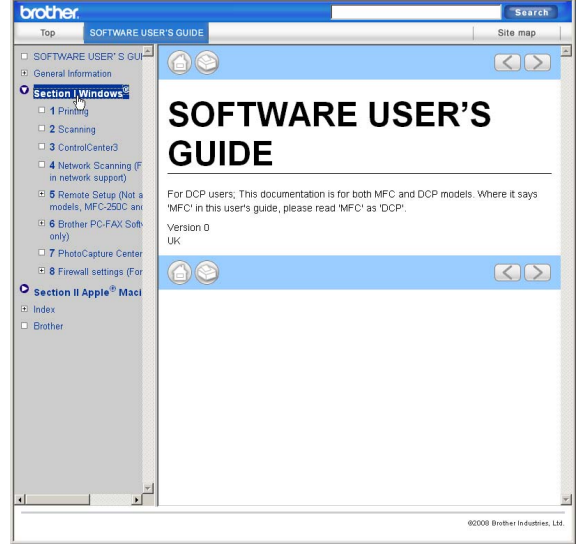 brother
Search
Top
SOFTWARE USER'S GUIDE
Site map
SOFTWARE USER'S GUI
General Information
Section I Windows®
1 Printing
2 Scanning
3 ControlCenter3
4 Network Scanning (F
in network support)
5 Remote Setup (Not a
models, MFC-250C and
6 Brother PC-FAX Softw
only)
7 PhotoCapture Center
8 Firewall settings (For
Section II Apple® Maci
Index
Brother
SOFTWARE USER'S
GUIDE
For DCP users; This documentation is for both MFC and DCP models. Where it says
'MFC' in this user's guide, please read 'MFC' as 'DCP'.
Version 0
UK
©2008 Brother Industries, Ltd.